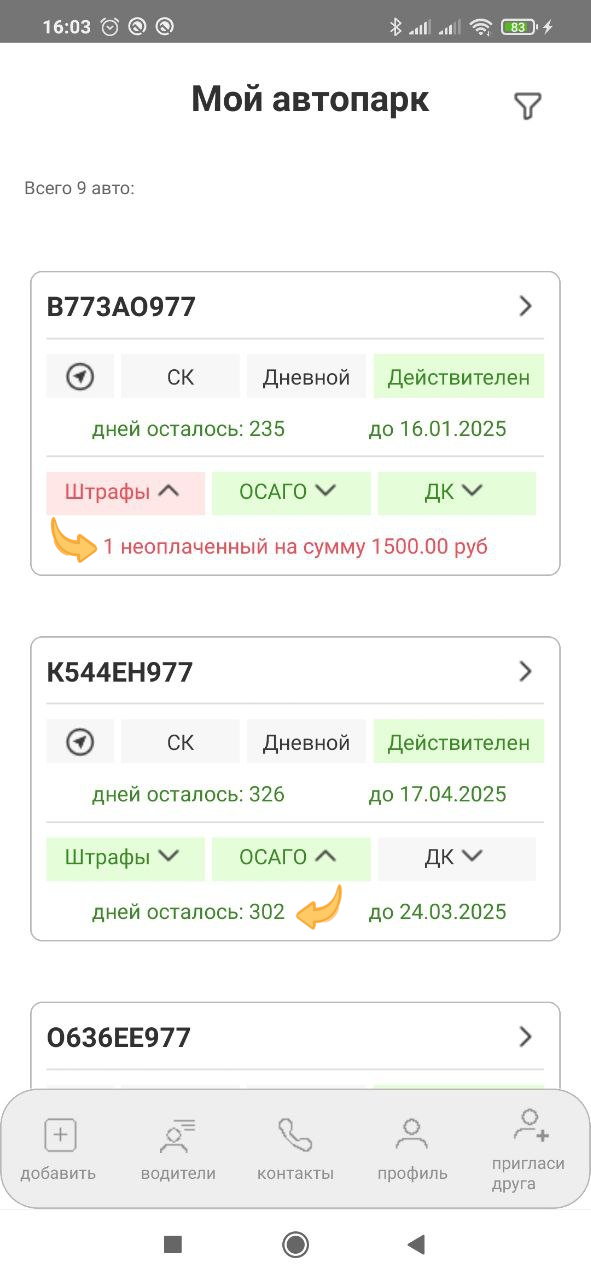 16:03
83
Мой автопарк
Всего 9 авто:
В773АО977
СК Дневной Действителен
дней осталось: 235 до 16.01.2025
Штрафы ОСАГО ДК
1 неоплаченный на сумму 1500.00 руб
К544ЕН977
СК Дневной Действителен
дней осталось: 326 до 17.04.2025
Штрафы ОСАГО ДК
дней осталось: 302 до 24.03.2025
О636ЕЕ977
добавить водители контакты профиль пригласи
друга